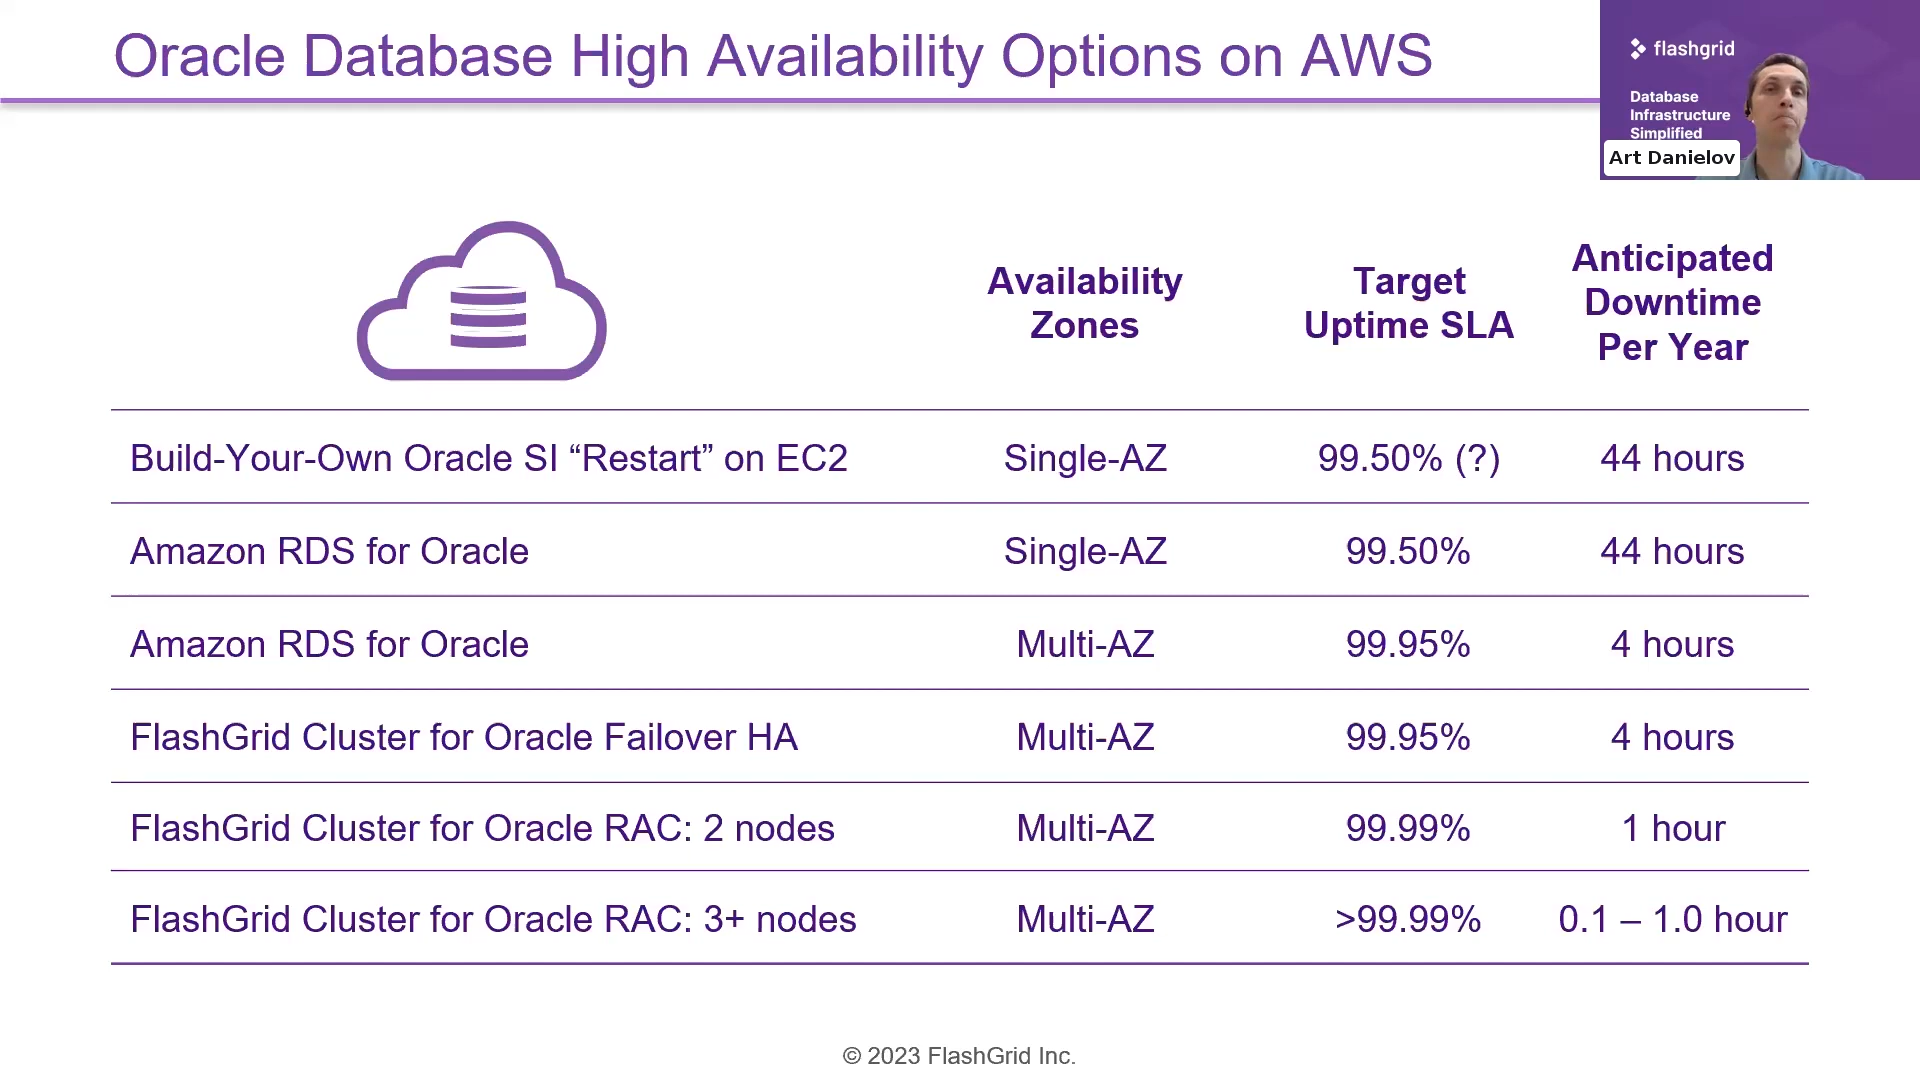 Oracle Database High Availability Options on AWS
flashgrid
Database
Infrastructure
Simplified
Art Danielov
Availability
Zones
Target
Uptime SLA
Anticipated
Downtime
Per Year
Build-Your-Own Oracle SI “Restart” on EC2 Single-AZ 99.50% (?) 44 hours
Amazon RDS for Oracle Single-AZ 99.50% 44 hours
Amazon RDS for Oracle Multi-AZ 99.95% 4 hours
FlashGrid Cluster for Oracle Failover HA Multi-AZ 99.95% 4 hours
FlashGrid Cluster for Oracle RAC: 2 nodes Multi-AZ 99.99% 1 hour
FlashGrid Cluster for Oracle RAC: 3+ nodes Multi-AZ >99.99% 0.1 – 1.0 hour
© 2023 FlashGrid Inc.